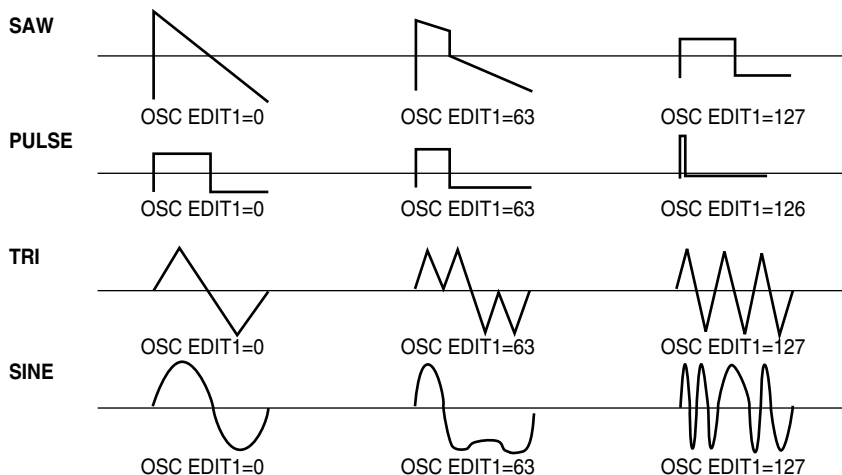 SAW
OSC EDIT1=0 OSC EDIT1=63 OSC EDIT1=127
PULSE
OSC EDIT1=0 OSC EDIT1=63 OSC EDIT1=126
TRI
OSC EDIT1=0 OSC EDIT1=63 OSC EDIT1=127
SINE
OSC EDIT1=0 OSC EDIT1=63 OSC EDIT1=127